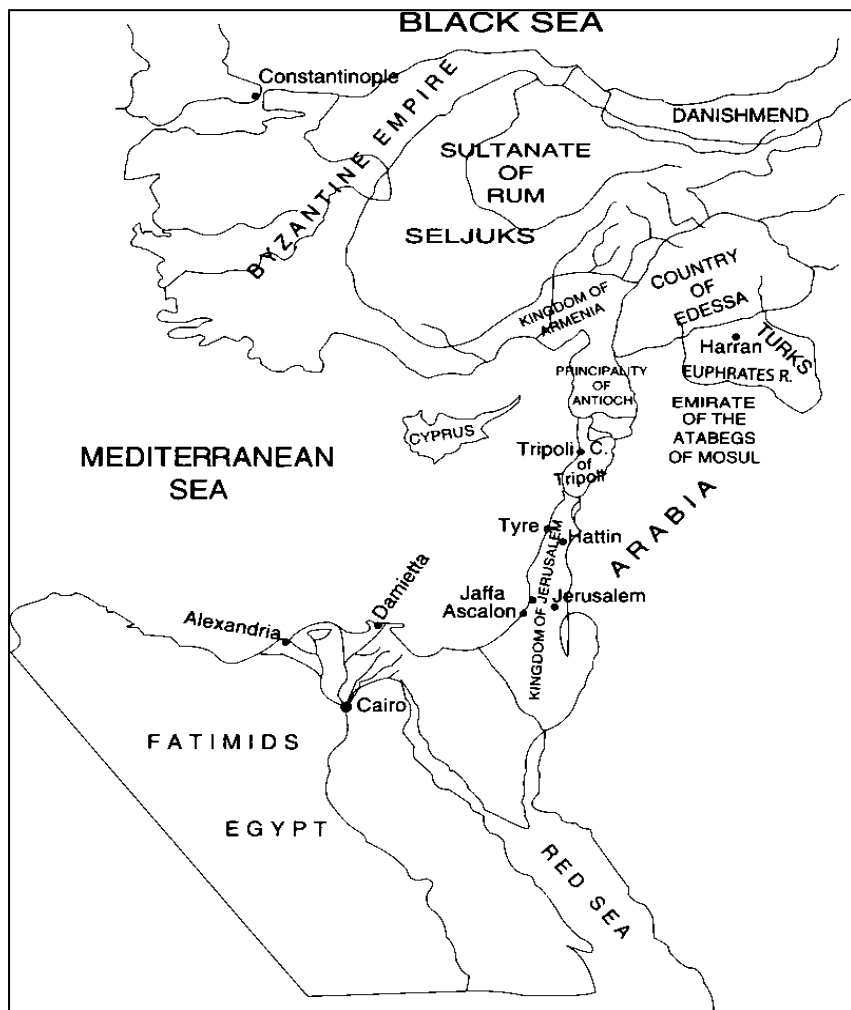 BLACK SEA
Constantinople
BYZANTINE EMPIRE
DANISHMEND
SULTANATE
OF
RUM
SELJUKS
KINGDOM OF
ARMENIA
COUNTRY
OF
EDESSA
Harran
TURKS
EUPHRATES R.
PRINCIPALITY
OF
ANTIOCH
EMIRATE
OF THE
ATABEGS
OF MOSUL
CYPRUS
MEDITERRANEAN
SEA
Tripoli
C.
of
Tripoli
ARABIA
Tyre
Hattin
KINGDOM OF JERUSALEM
Jaffa
Ascalon
Jerusalem
Damietta
Alexandria
Cairo
FATIMIDS
EGYPT
RED SEA